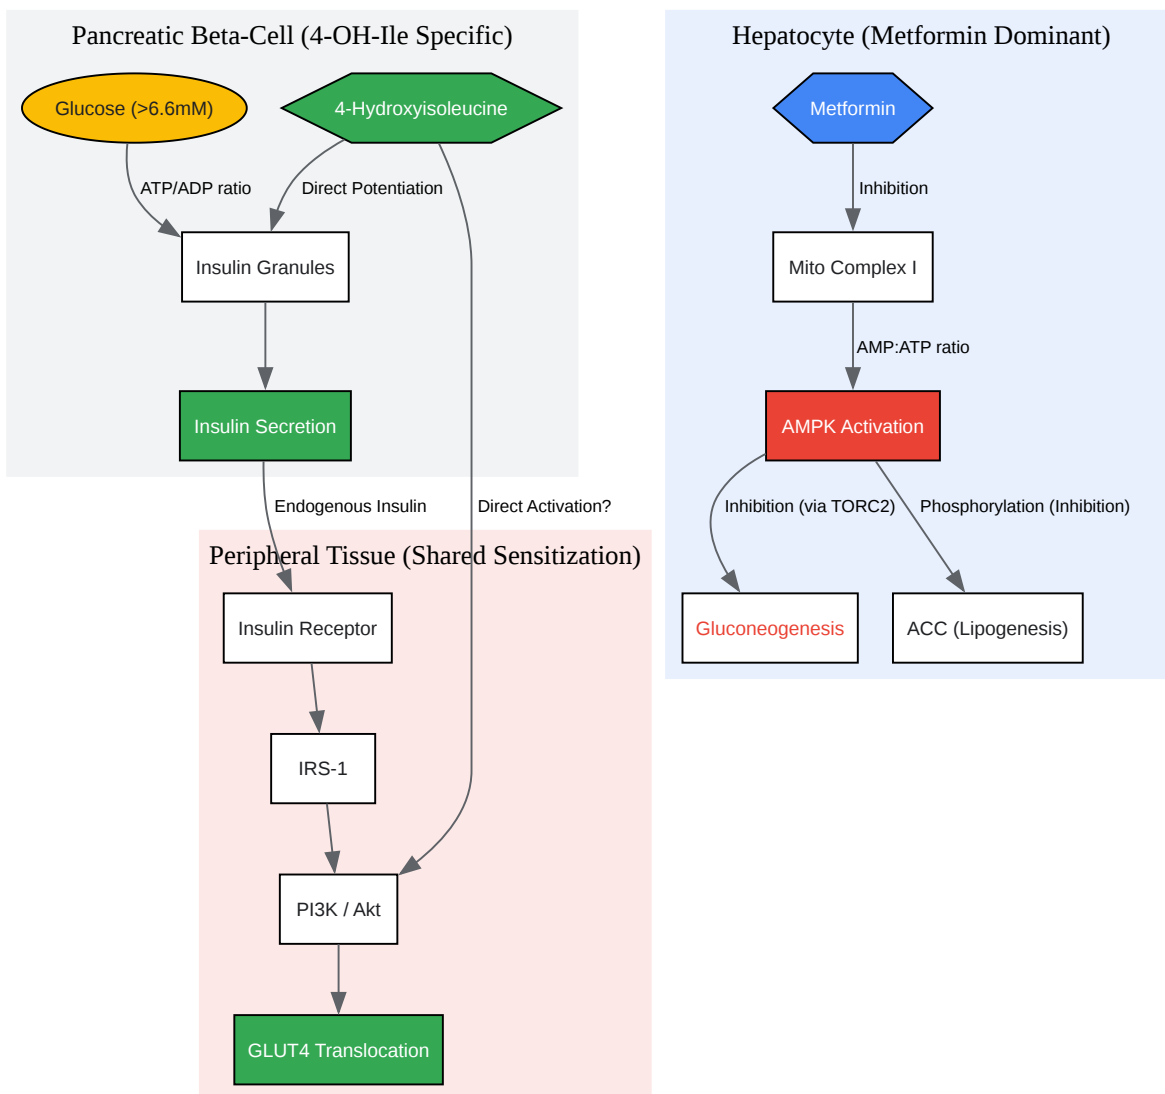 Pancreatic Beta-Cell (4-OH-Ile Specific)
Glucose (>6.6mM)
4-Hydroxyisoleucine
ATP/ADP ratio
Direct Potentiation
Insulin Granules
Insulin Secretion
Endogenous Insulin
Direct Activation?
Peripheral Tissue (Shared Sensitization)
Insulin Receptor
IRS-1
PI3K / Akt
GLUT4 Translocation
Hepatocyte (Metformin Dominant)
Metformin
Inhibition
Mito Complex I
AMP:ATP ratio
AMPK Activation
Inhibition (via TORC2)
Phosphorylation (Inhibition)
Gluconeogenesis
ACC (Lipogenesis)